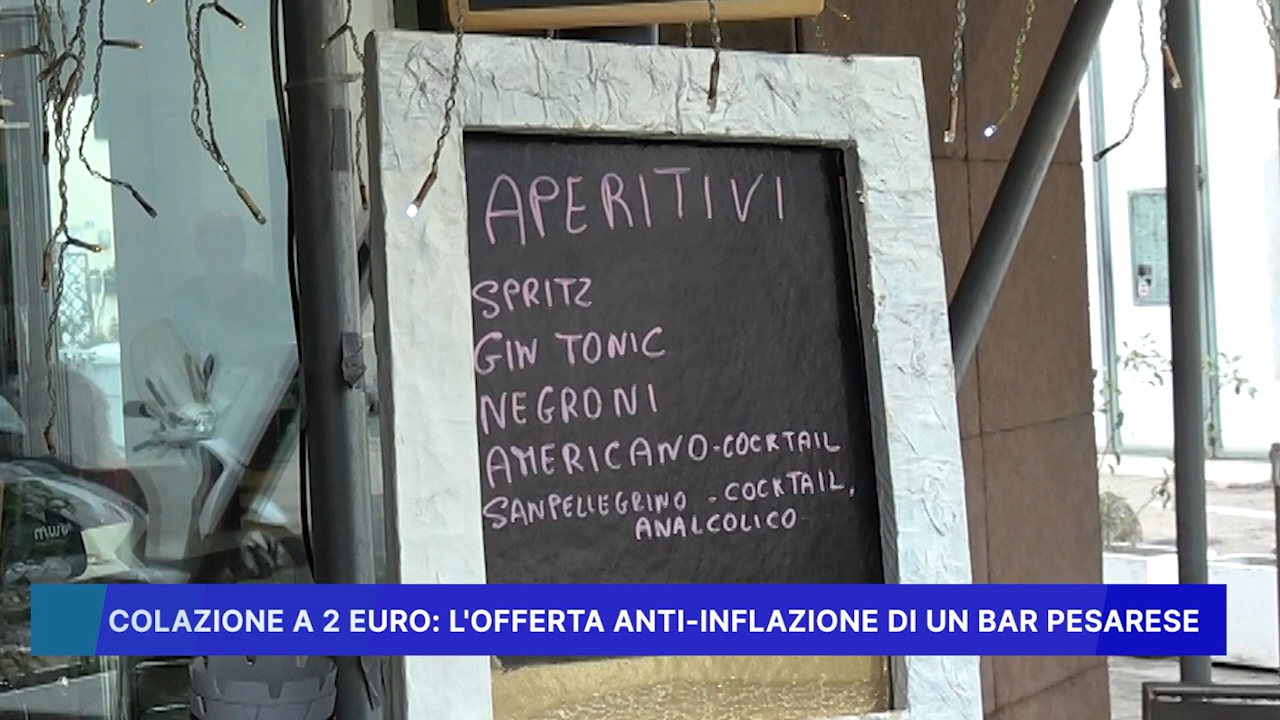 APERITIVI
SPRITZ
GIN TONIC
NEGRONI
AMERICANO-COCKTAIL
SANPELLEGRINO - COCKTAIL,
ANALCOLICO
COLAZIONE A 2 EURO: L'OFFERTA ANTI-INFLAZIONE DI UN BAR PESARESE